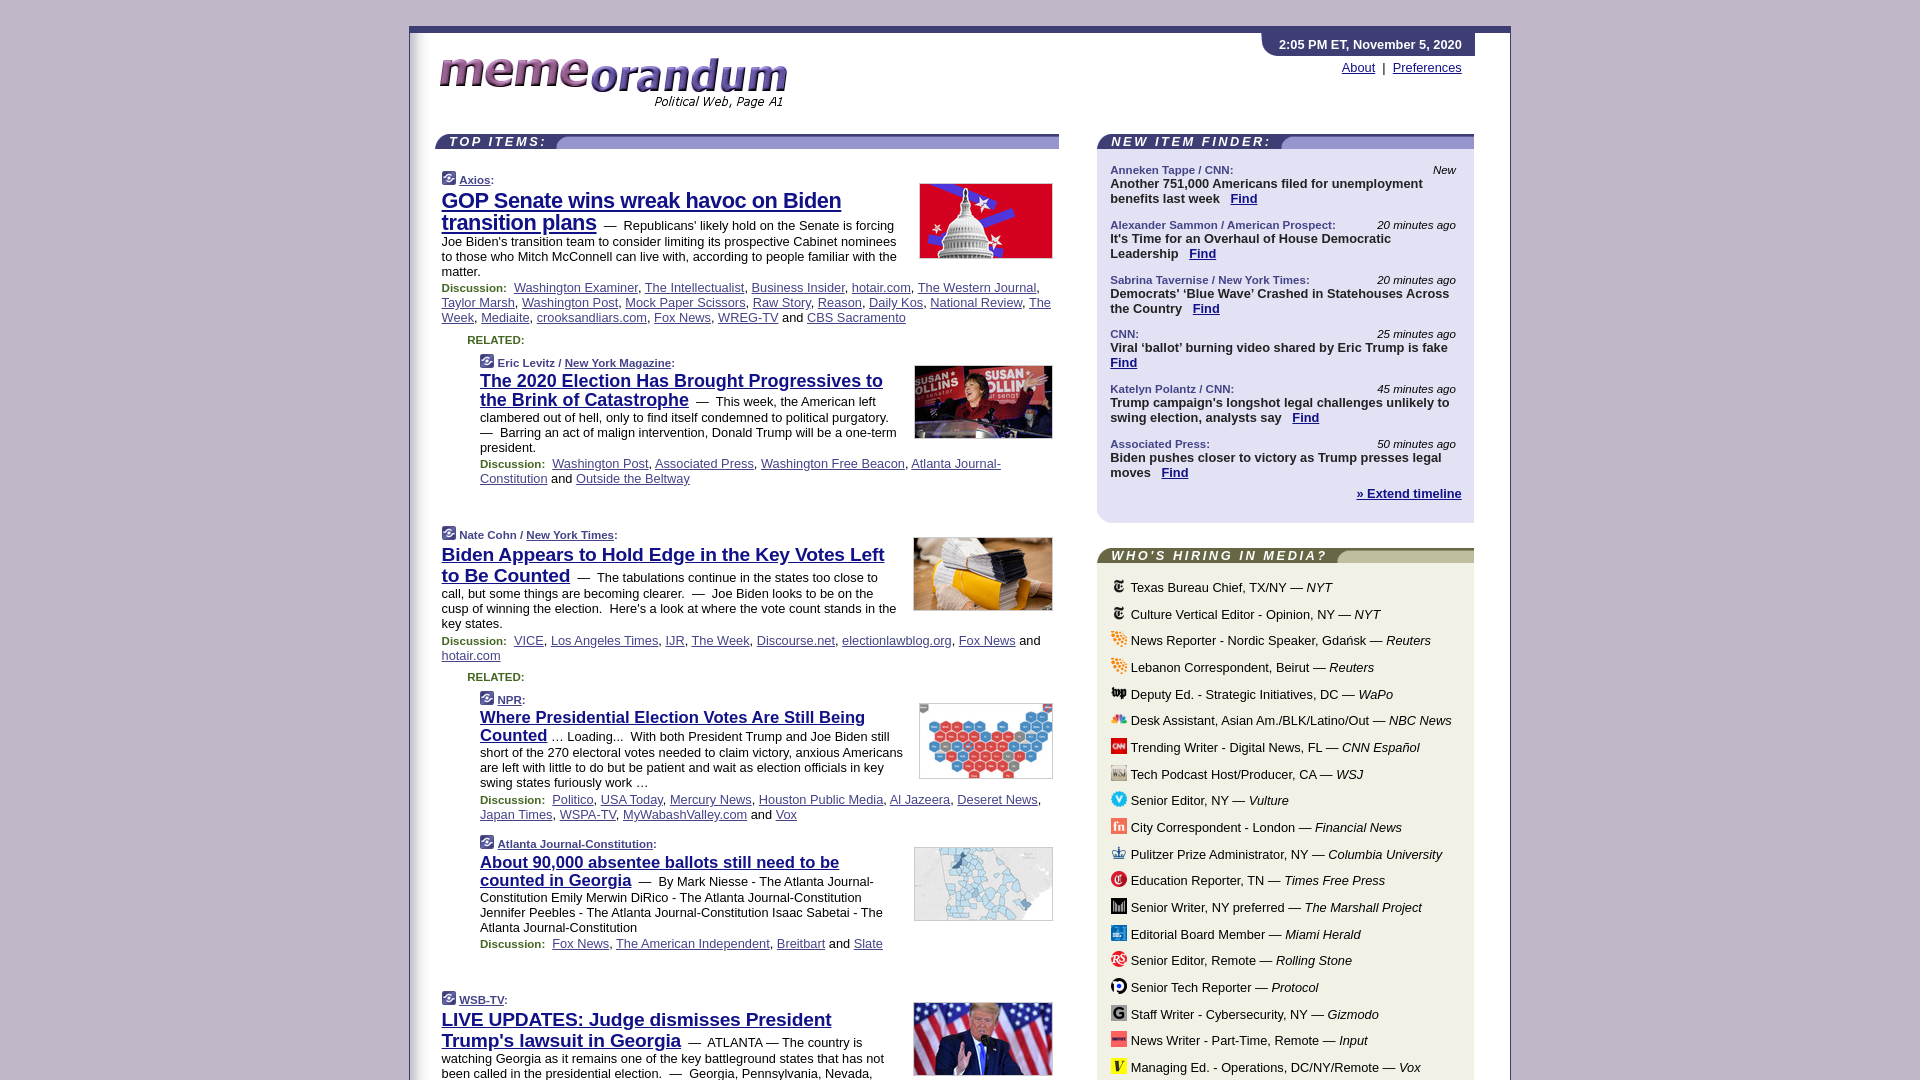 2:05 PM ET, November 5, 2020
About | Preferences
memeorandum
Political Web, Page A1
TOP ITEMS:
Axios:
GOP Senate wins wreak havoc on Biden
transition plans — Republicans' likely hold on the Senate is forcing
Joe Biden's transition team to consider limiting its prospective Cabinet nominees
to those who Mitch McConnell can live with, according to people familiar with the
matter.
Discussion: Washington Examiner, The Intellectualist, Business Insider, hotair.com, The Western Journal,
Taylor Marsh, Washington Post, Mock Paper Scissors, Raw Story, Reason, Daily Kos, National Review, The
Week, Mediaite, crooksandliars.com, Fox News, WREG-TV and CBS Sacramento
RELATED:
Eric Levitz / New York Magazine:
The 2020 Election Has Brought Progressives to
the Brink of Catastrophe — This week, the American left
clambered out of hell, only to find itself condemned to political purgatory.
— Barring an act of malign intervention, Donald Trump will be a one-term
president.
Discussion: Washington Post, Associated Press, Washington Free Beacon, Atlanta Journal-
Constitution and Outside the Beltway
SUSAN
COLLINS
Nate Cohn / New York Times:
Biden Appears to Hold Edge in the Key Votes Left
to Be Counted — The tabulations continue in the states too close to
call, but some things are becoming clearer. — Joe Biden looks to be on the
cusp of winning the election. Here's a look at where the vote count stands in the
key states.
Discussion: VICE, Los Angeles Times, IJR, The Week, Discourse.net, electionlawblog.org, Fox News and
hotair.com
RELATED:
NPR:
Where Presidential Election Votes Are Still Being
Counted … Loading... With both President Trump and Joe Biden still
short of the 270 electoral votes needed to claim victory, anxious Americans
are left with little to do but be patient and wait as election officials in key
swing states furiously work …
Discussion: Politico, USA Today, Mercury News, Houston Public Media, Al Jazeera, Deseret News,
Japan Times, WSPA-TV, MyWabashValley.com and Vox
Atlanta Journal-Constitution:
About 90,000 absentee ballots still need to be
counted in Georgia — By Mark Niesse - The Atlanta Journal-
Constitution Emily Merwin DiRico - The Atlanta Journal-Constitution
Jennifer Peebles - The Atlanta Journal-Constitution Isaac Sabetai - The
Atlanta Journal-Constitution
Discussion: Fox News, The American Independent, Breitbart and Slate
WSB-TV:
LIVE UPDATES: Judge dismisses President
Trump's lawsuit in Georgia — ATLANTA — The country is
watching Georgia as it remains one of the key battleground states that has not
been called in the presidential election. — Georgia, Pennsylvania, Nevada,
NEW ITEM FINDER:
Anneken Tappe / CNN: New
Another 751,000 Americans filed for unemployment
benefits last week Find
Alexander Sammon / American Prospect: 20 minutes ago
It's Time for an Overhaul of House Democratic
Leadership Find
Sabrina Tavernise / New York Times: 20 minutes ago
Democrats' ‘Blue Wave’ Crashed in Statehouses Across
the Country Find
CNN: 25 minutes ago
Viral ‘ballot’ burning video shared by Eric Trump is fake
Find
Katelyn Polantz / CNN: 45 minutes ago
Trump campaign's longshot legal challenges unlikely to
swing election, analysts say Find
Associated Press: 50 minutes ago
Biden pushes closer to victory as Trump presses legal
moves Find
» Extend timeline
WHO'S HIRING IN MEDIA?
Texas Bureau Chief, TX/NY — NYT
Culture Vertical Editor - Opinion, NY — NYT
News Reporter - Nordic Speaker, Gdańsk — Reuters
Lebanon Correspondent, Beirut — Reuters
Deputy Ed. - Strategic Initiatives, DC — WaPo
Desk Assistant, Asian Am./BLK/Latino/Out — NBC News
Trending Writer - Digital News, FL — CNN Español
Tech Podcast Host/Producer, CA — WSJ
Senior Editor, NY — Vulture
City Correspondent - London — Financial News
Pulitzer Prize Administrator, NY — Columbia University
Education Reporter, TN — Times Free Press
Senior Writer, NY preferred — The Marshall Project
Editorial Board Member — Miami Herald
Senior Editor, Remote — Rolling Stone
Senior Tech Reporter — Protocol
Staff Writer - Cybersecurity, NY — Gizmodo
News Writer - Part-Time, Remote — Input
Managing Ed. - Operations, DC/NY/Remote — Vox